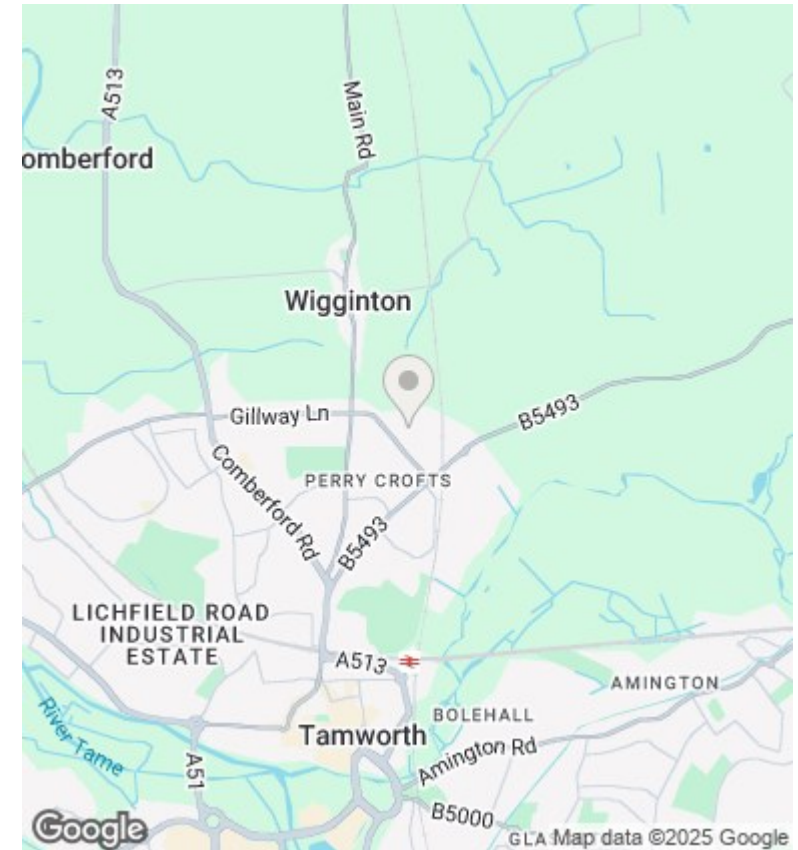 A513
Main Rd
omberford
Wigginton
Gillway Ln
B5493
Comberford Rd
PERRY CROFTS
B5493
LICHFIELD ROAD
INDUSTRIAL
ESTATE
A513
AMINGTON
River Tame
BOLEHALL
Tamworth
A51
Amington Rd
B5000
Google
GLA
Map data ©2025 Google